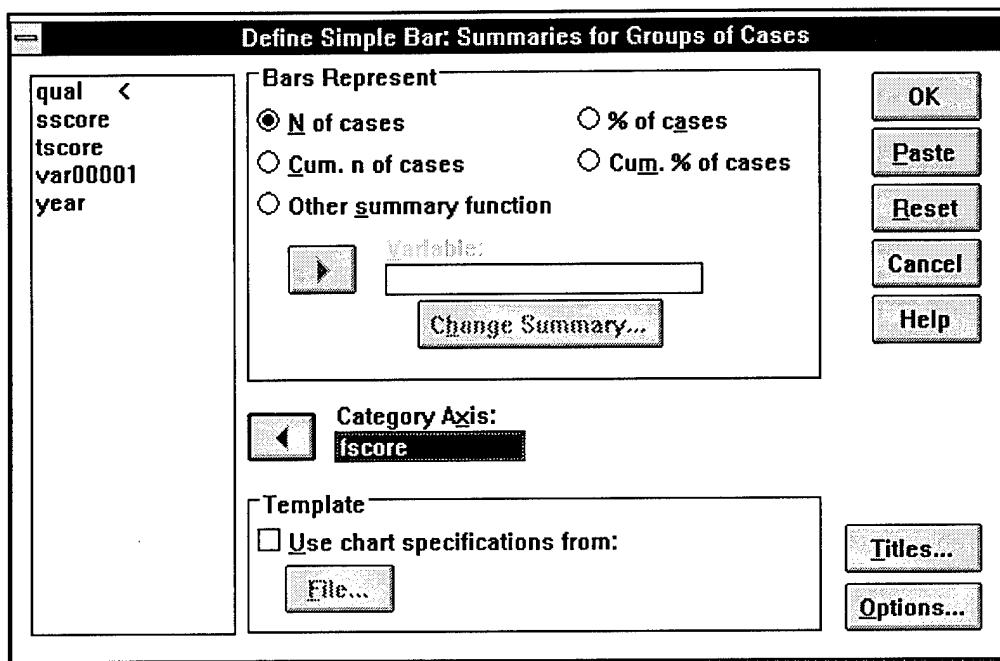 Define Simple Bar: Summaries for Groups of Cases
qual <
sscore
tscore
var00001
year
Bars Represent
N of cases
% of cases
Cum. n of cases
Cum. % of cases
Other summary function
Variable:
Change Summary...
Category Axis:
fscore
Template
Use chart specifications from:
File...
OK
Paste
Reset
Cancel
Help
Titles...
Options...